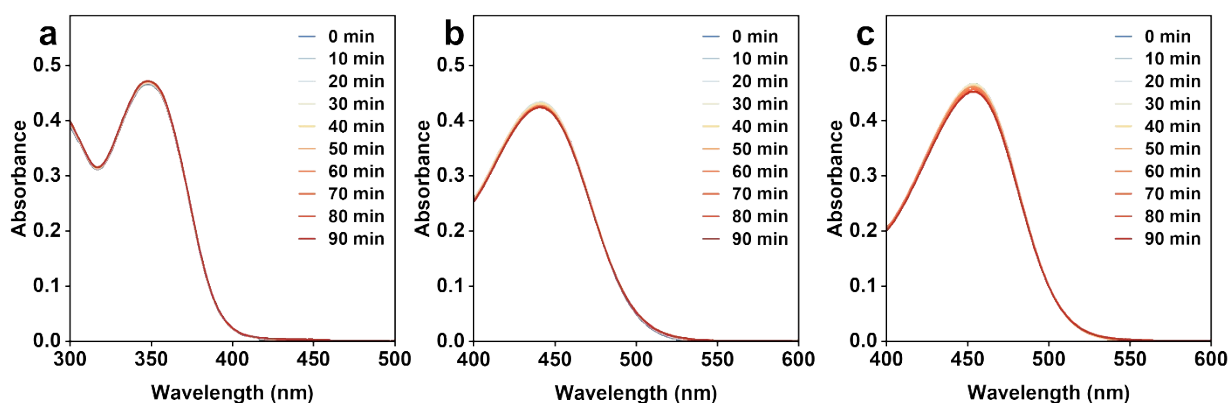 a
0 min
10 min
20 min
30 min
40 min
50 min
60 min
70 min
80 min
90 min
0.5
0.4
0.3
0.2
0.1
0.0
300 350 400 450 500
Absorbance
Wavelength (nm)
b
0 min
10 min
20 min
30 min
40 min
50 min
60 min
70 min
80 min
90 min
0.5
0.4
0.3
0.2
0.1
0.0
400 450 500 550 600
Absorbance
Wavelength (nm)
c
0 min
10 min
20 min
30 min
40 min
50 min
60 min
70 min
80 min
90 min
0.5
0.4
0.3
0.2
0.1
0.0
400 450 500 550 600
Absorbance
Wavelength (nm)